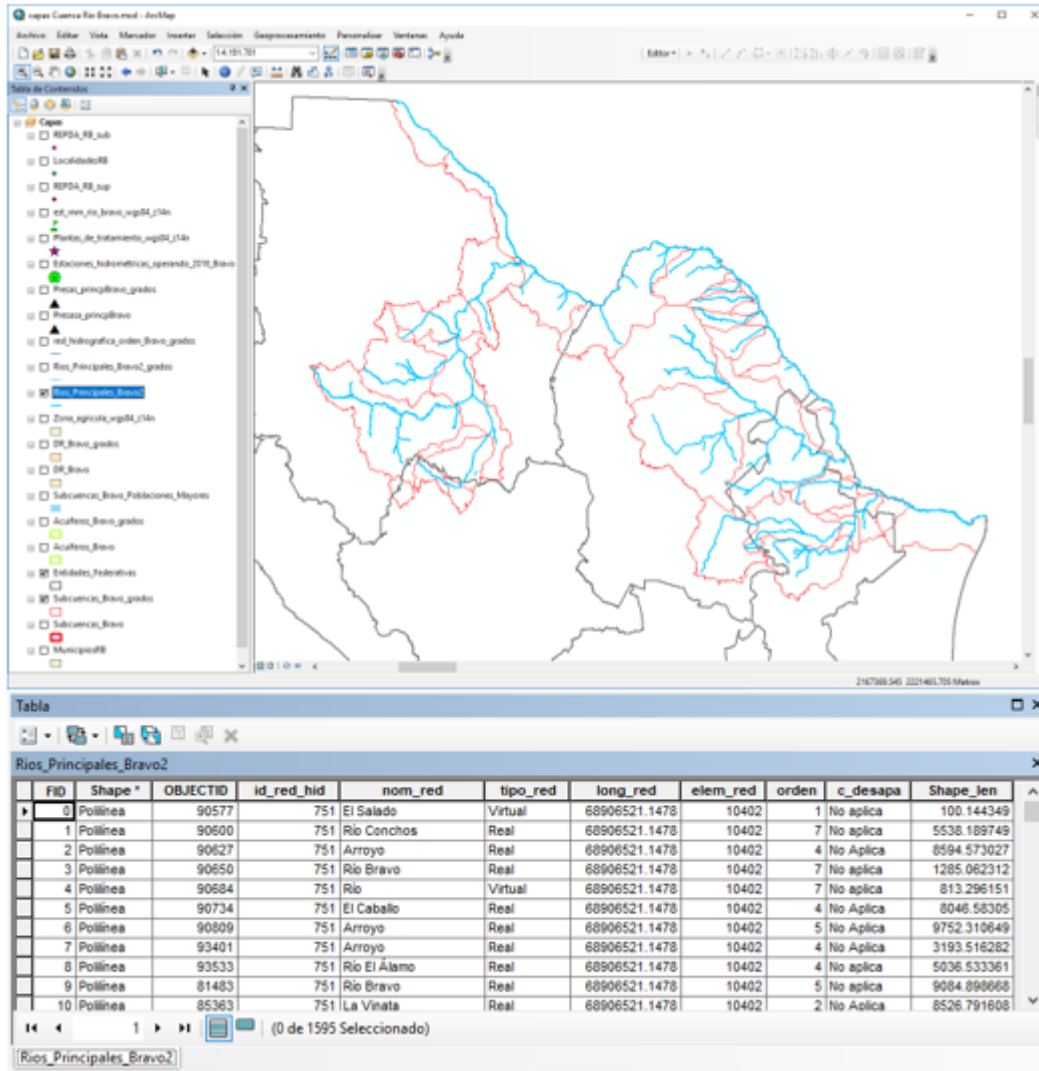 capas Cuenca Río Bravo.mxd - ArcMap
Archivo Editar Vista Marcador Insertar Selección Geoprocesamiento Personalizar Ventanas Ayuda
Editor
Tabla de Contenidos
Capas
REPDA_RB_sub
LocalidadesRB
REPDA_RB_sup
est_mm_rio_bravo_wgs84_z14n
Plantas_de_tratamiento_wgs84_z14n
Estaciones_hidrométricas_operando_2010_Bravo
Presas_princpBravo_grados
Presasa_princpBravo
red_hidrografica_orden_Bravo_grados
Rios_Principales_Bravo2_grados
Rios_Principales_Bravo2
Zona_agricola_wgs84_z14n
DR_Bravo_grados
DR_Bravo
Subcuencas_Bravo_Poblaciones_Mayores
Acuiferos_Bravo_grados
Acuiferos_Bravo
Entidades_Federativas
Subcuencas_Bravo_grados
Subcuencas_Bravo
MunicipiosRB
2167388.545 2221465.705 Metros
Tabla
Rios_Principales_Bravo2
FID Shape * OBJECTID id_red_hid nom_red tipo_red long_red elem_red orden c_desapa Shape_len
0 Polilínea 90577 751 El Salado Virtual 68906521.1478 10402 1 No aplica 100.144349
1 Polilínea 90600 751 Río Conchos Real 68906521.1478 10402 7 No aplica 5538.189749
2 Polilínea 90627 751 Arroyo Real 68906521.1478 10402 4 No Aplica 8594.573027
3 Polilínea 90650 751 Río Bravo Real 68906521.1478 10402 7 No aplica 1285.062312
4 Polilínea 90684 751 Río Virtual 68906521.1478 10402 7 No aplica 813.296151
5 Polilínea 90734 751 El Caballo Real 68906521.1478 10402 4 No Aplica 8046.58305
6 Polilínea 90809 751 Arroyo Real 68906521.1478 10402 5 No Aplica 9752.310649
7 Polilínea 93401 751 Arroyo Real 68906521.1478 10402 4 No Aplica 3193.516282
8 Polilínea 93533 751 Río El Álamo Real 68906521.1478 10402 4 No aplica 5036.533361
9 Polilínea 81483 751 Río Bravo Real 68906521.1478 10402 5 No aplica 9084.898668
10 Polilínea 85363 751 La Vinata Real 68906521.1478 10402 2 No Aplica 8526.791608
1 (0 de 1595 Seleccionado)
Rios_Principales_Bravo2